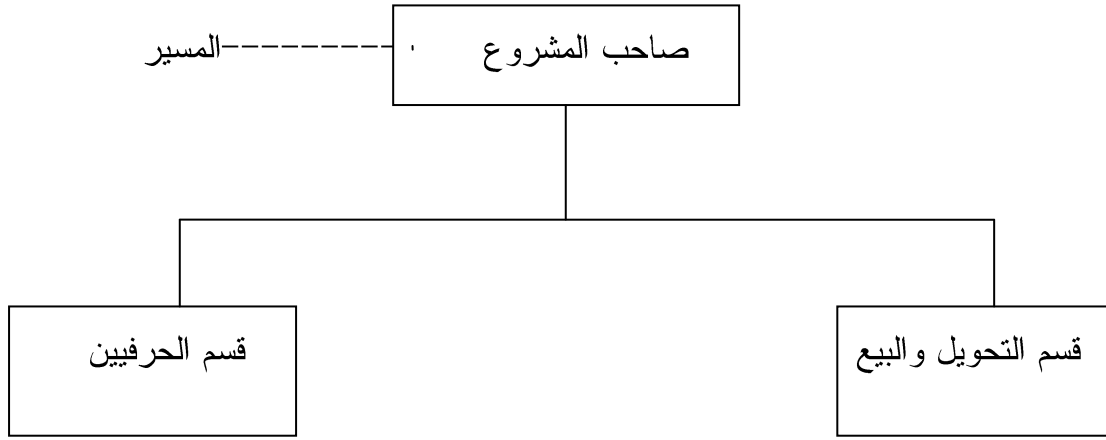 صاحب المشروع
المسير
قسم التحويل والبيع
قسم الحرفيين